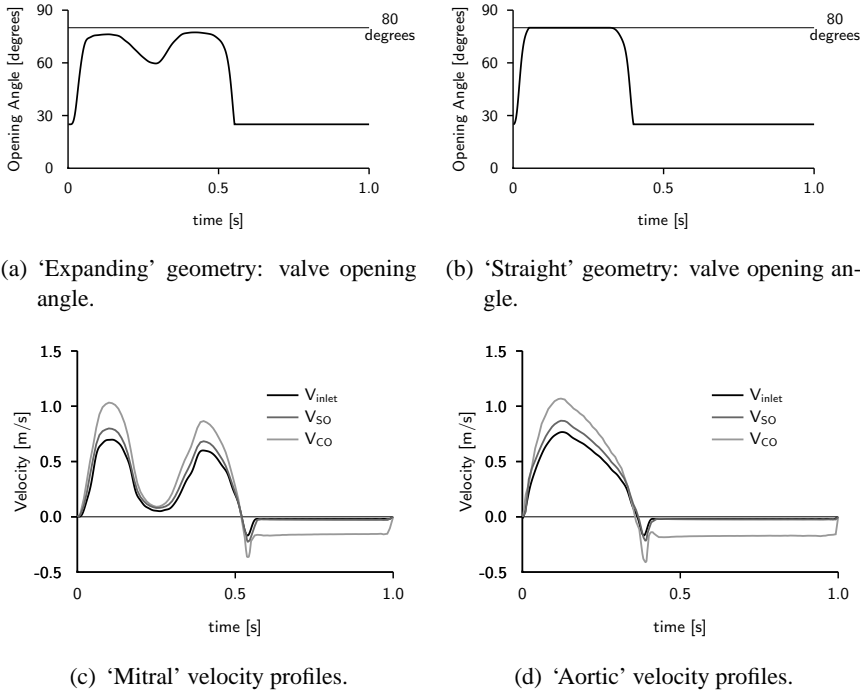 90
60
30
0
Opening Angle [degrees]
80
degrees
0
0.5
1.0
time [s]
90
60
30
0
Opening Angle [degrees]
80
degrees
0
0.5
1.0
time [s]
(a) ‘Expanding’ geometry: valve opening
angle.
(b) ‘Straight’ geometry: valve opening an-
gle.
1.5
1.0
0.5
0.0
-0.5
Velocity [m/s]
V_inlet
V_SO
V_CO
0
0.5
1.0
time [s]
1.5
1.0
0.5
0.0
-0.5
Velocity [m/s]
V_inlet
V_SO
V_CO
0
0.5
1.0
time [s]
(c) ‘Mitral’ velocity profiles.
(d) ‘Aortic’ velocity profiles.